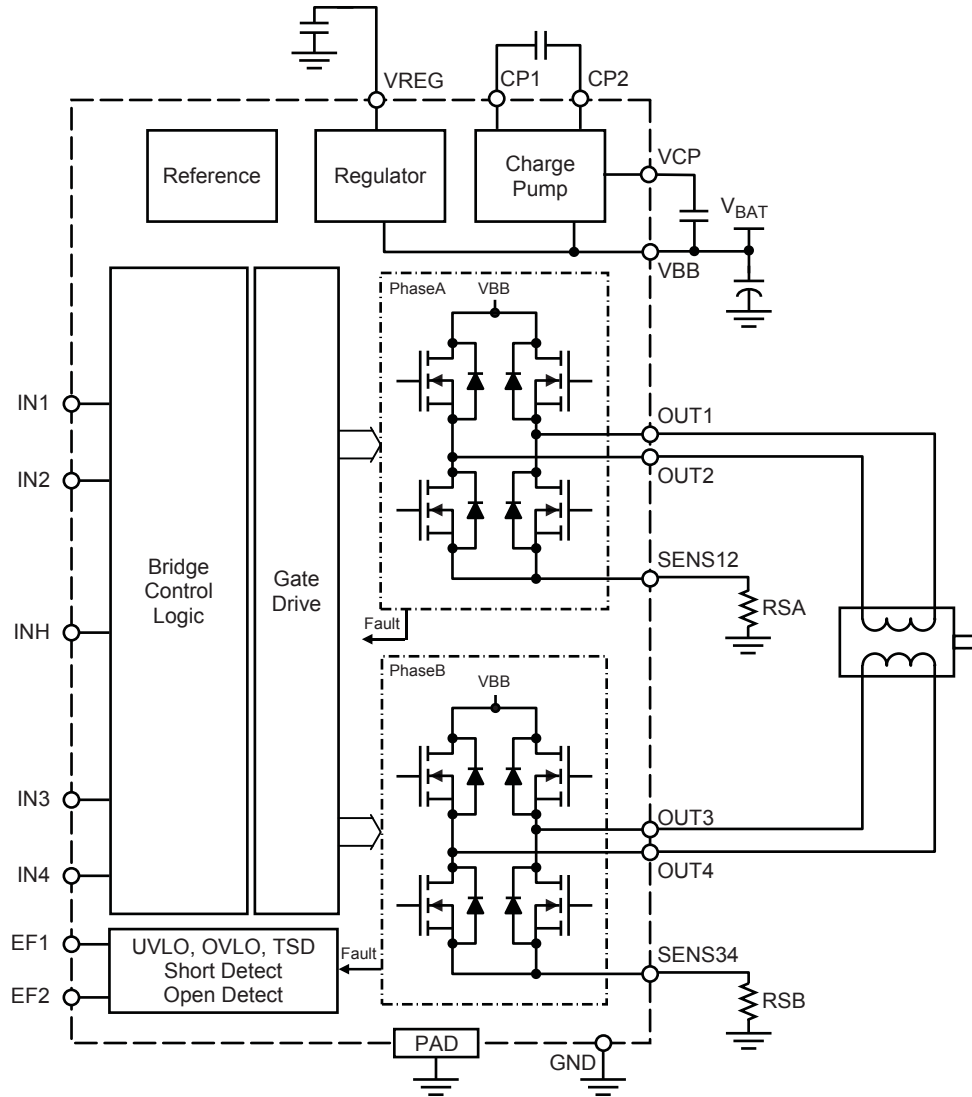 VREG
CP1
CP2
Reference
Regulator
Charge
Pump
VCP
VBAT
VBB
PhaseA
VBB
IN1
OUT1
IN2
OUT2
Bridge
Control
Logic
Gate
Drive
SENS12
RSA
Fault
INH
PhaseB
VBB
IN3
OUT3
IN4
OUT4
EF1
UVLO, OVLO, TSD
Short Detect
Open Detect
Fault
SENS34
EF2
RSB
PAD
GND